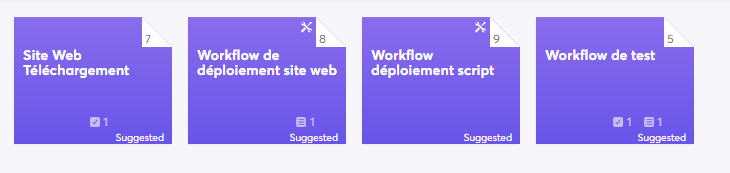 7
Site Web
Téléchargement
1
Suggested
8
Workflow de
déploiement site web
1
Suggested
9
Workflow
déploiement script
Suggested
5
Workflow de test
1 1
Suggested